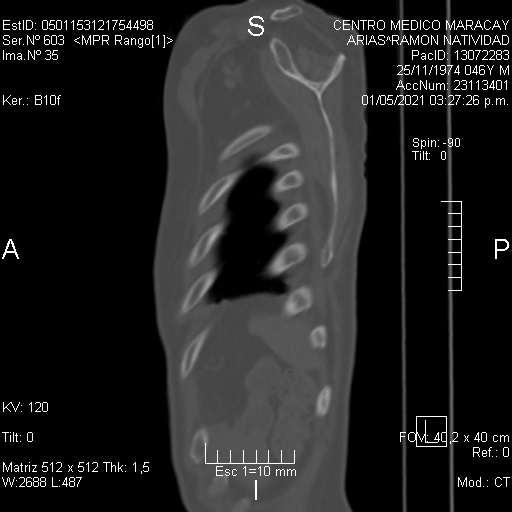 EstID: 0501153121754498
Ser.Nº 603 <MPR Rango[1]>
Ima.Nº 35
Ker.: B10f
S
CENTRO MEDICO MARACAY
ARIAS^RAMON NATIVIDAD
PacID: 13072283
25/11/1974 046Y M
AccNum: 23113401
01/05/2021 03:27:26 p.m.
Spin: -90
Tilt: 0
A
P
KV: 120
Tilt: 0
Matriz 512 x 512 Thk: 1,5
W:2688 L:487
Esc 1=10 mm
FOV: 40,2 x 40 cm
Ref.: 0
Mod.: CT